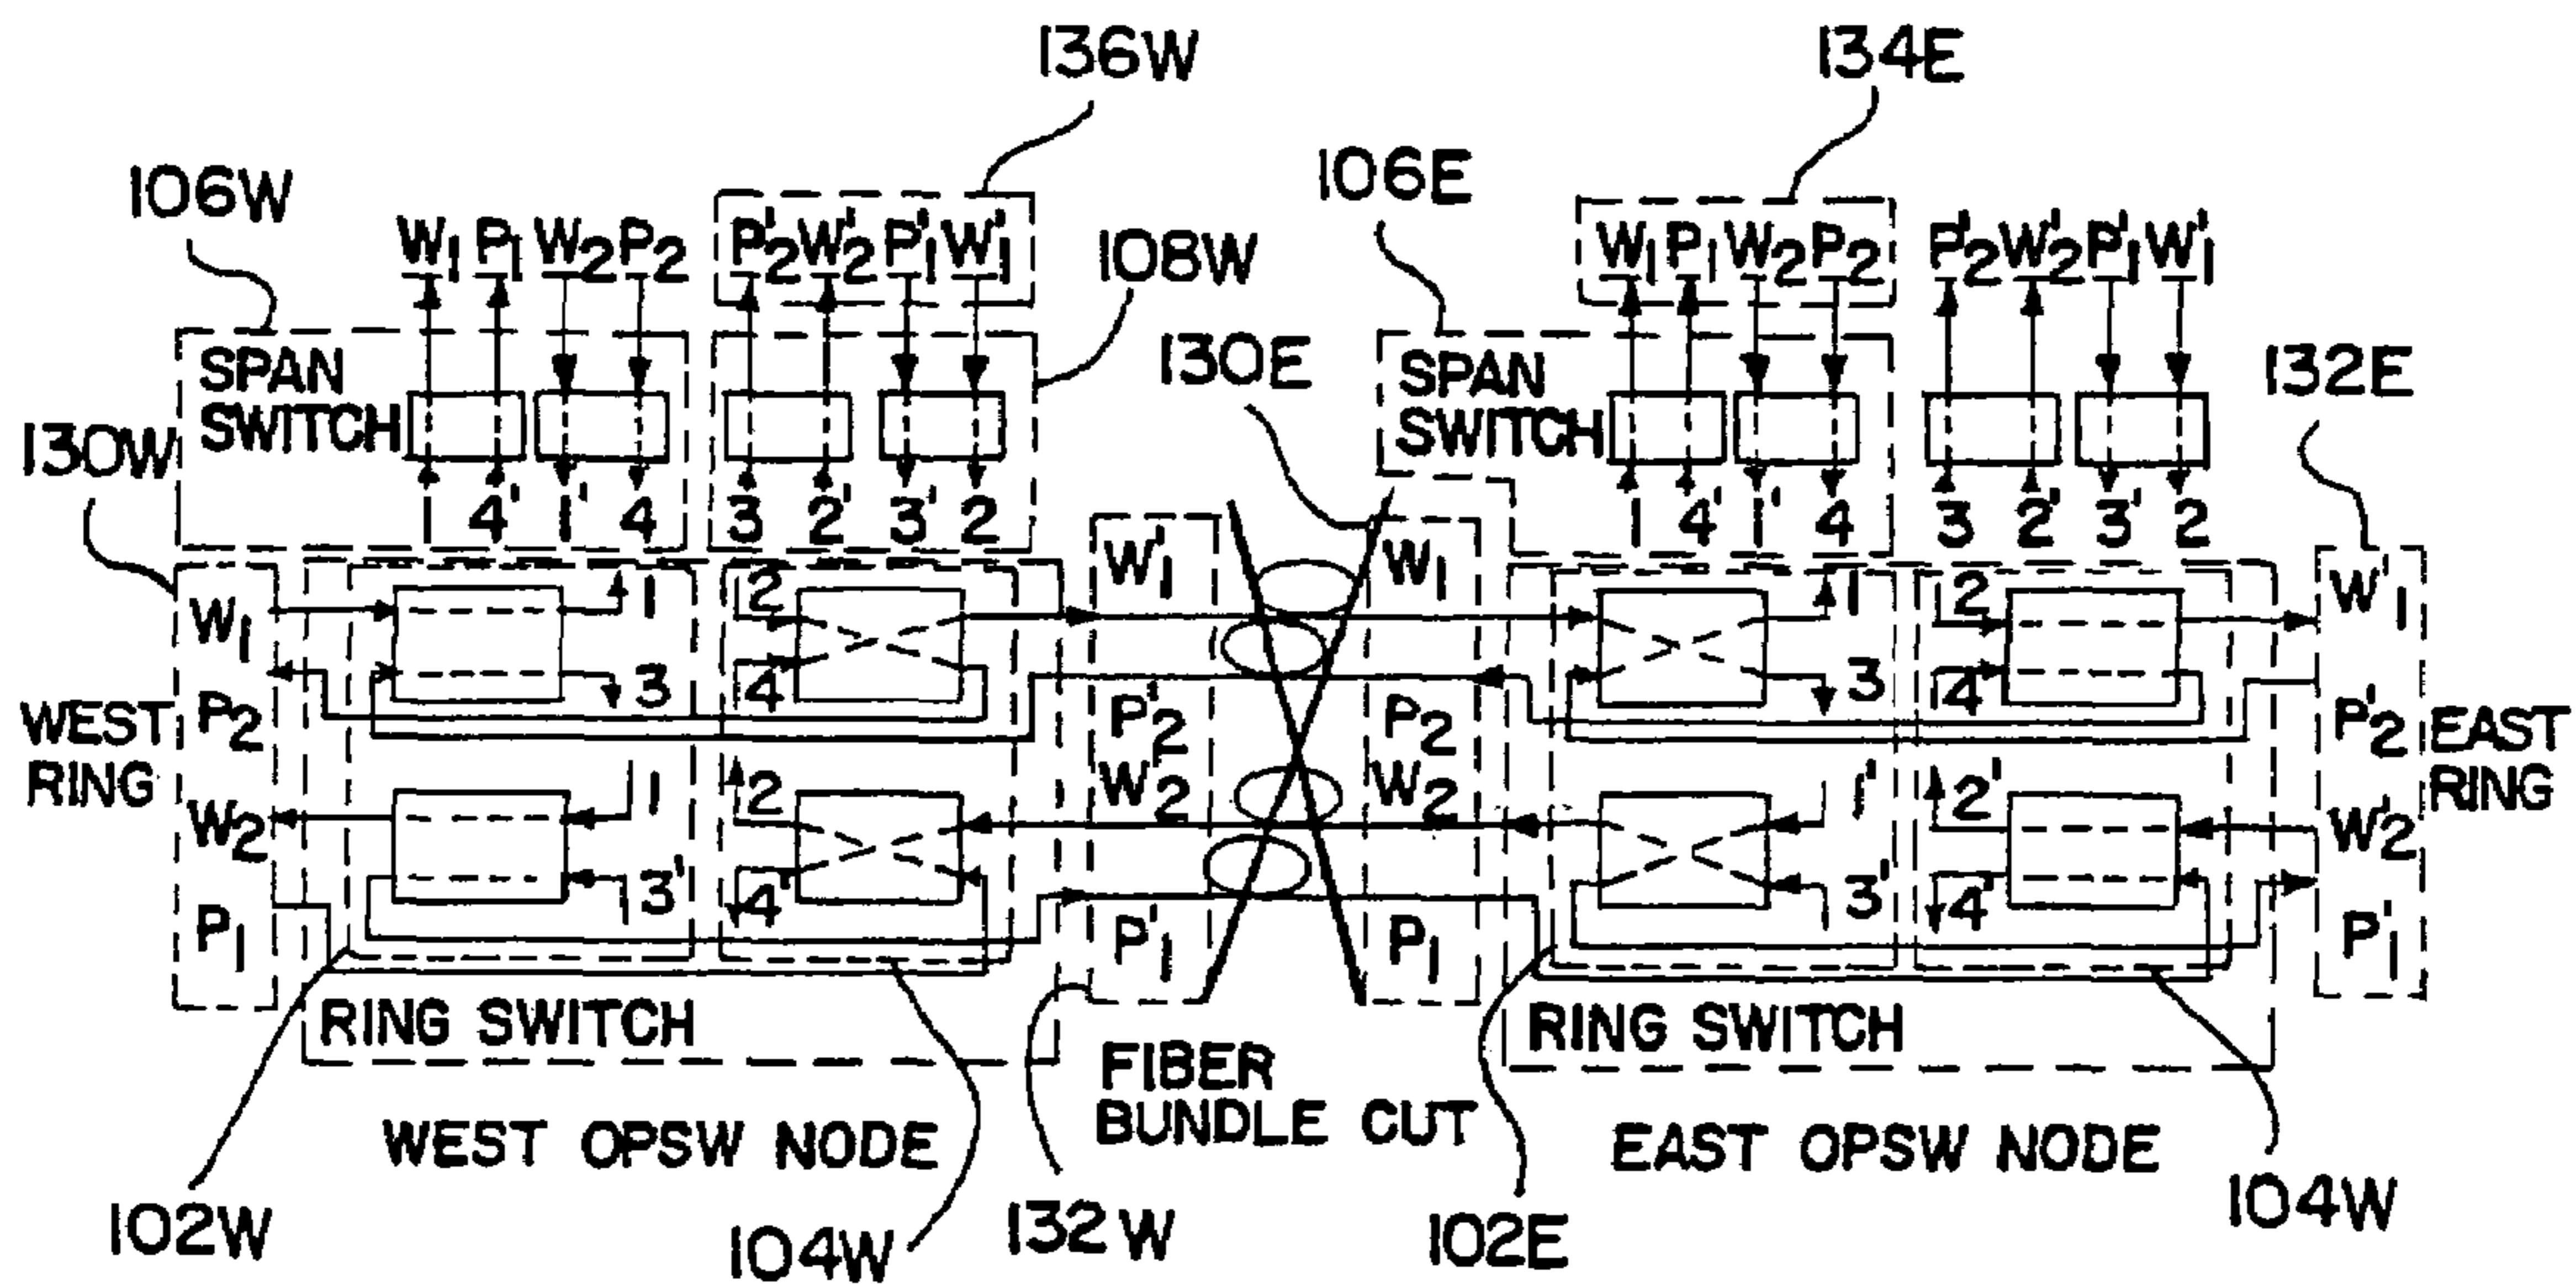 136W
134E
106W
106E
W1 P1 W2 P2
P'2 W'2 P'1 W'1
108W
W1 P1 W2 P2
P'2 W'2 P'1 W'1
130E
132E
SPAN
SWITCH
SPAN
SWITCH
130W
1 4' 1' 4
3 2' 3' 2
1 4' 1' 4
3 2' 3' 2
W1
P2
W2
P1
WEST
RING
1
3
2
4
1
3'
2
4'
W'1
P'2
W2
P'1
W1
P2
W2
P1
1
3
2
4
1'
3'
2'
4'
W'1
P'2
W'2
P'1
EAST
RING
RING SWITCH
RING SWITCH
FIBER
BUNDLE CUT
WEST OPSW NODE
EAST OPSW NODE
102W
104W
132W
102E
104W